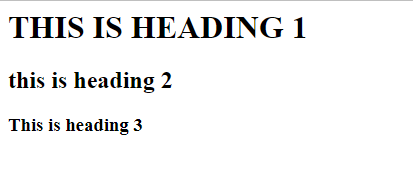 THIS IS HEADING 1
this is heading 2
This is heading 3